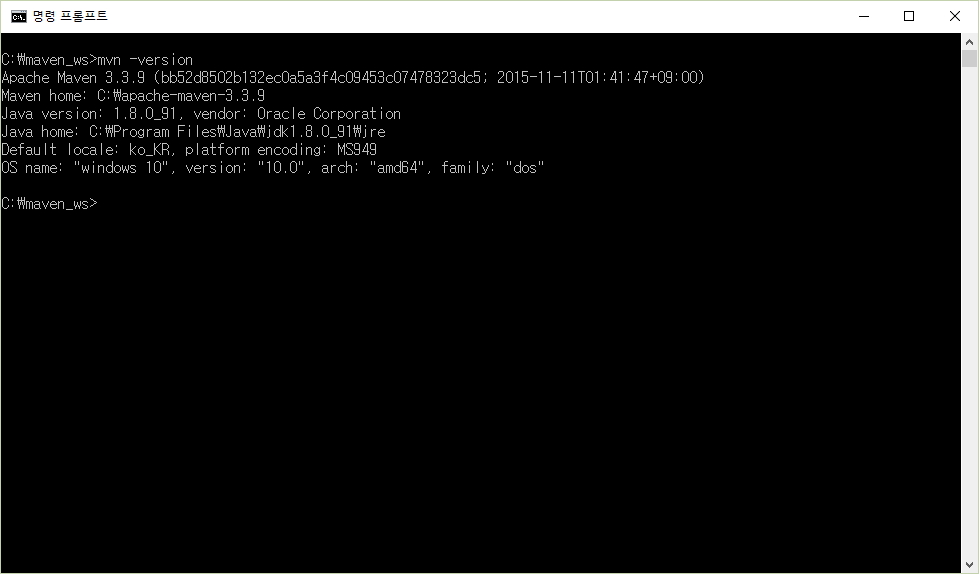 명령 프롬프트
C:\maven_ws>mvn -version
Apache Maven 3.3.9 (bb52d8502b132ec0a5a3f4c09453c07478323dc5; 2015-11-11T01:41:47+09:00)
Maven home: C:\apache-maven-3.3.9
Java version: 1.8.0_91, vendor: Oracle Corporation
Java home: C:\Program Files\Java\jdk1.8.0_91\jre
Default locale: ko_KR, platform encoding: MS949
OS name: "windows 10", version: "10.0", arch: "amd64", family: "dos"
C:\maven_ws>